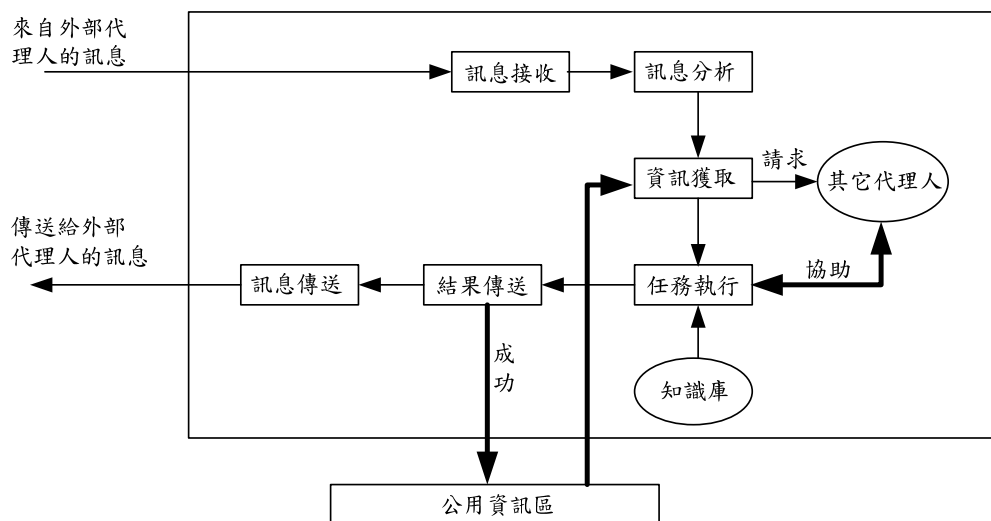 來自外部代
理人的訊息
訊息接收
訊息分析
資訊獲取
請求
其它代理人
傳送給外部
代理人的訊息
訊息傳送
結果傳送
任務執行
協助
成
功
知識庫
公用資訊區